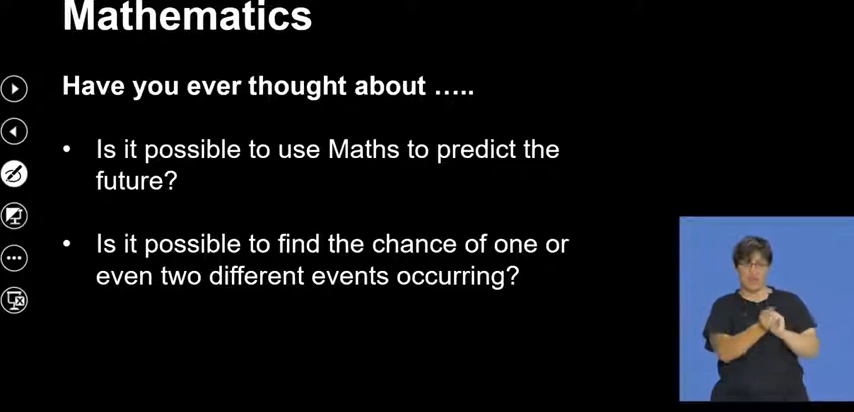 Mathematics
Have you ever thought about …..
• Is it possible to use Maths to predict the
future?
• Is it possible to find the chance of one or
even two different events occurring?